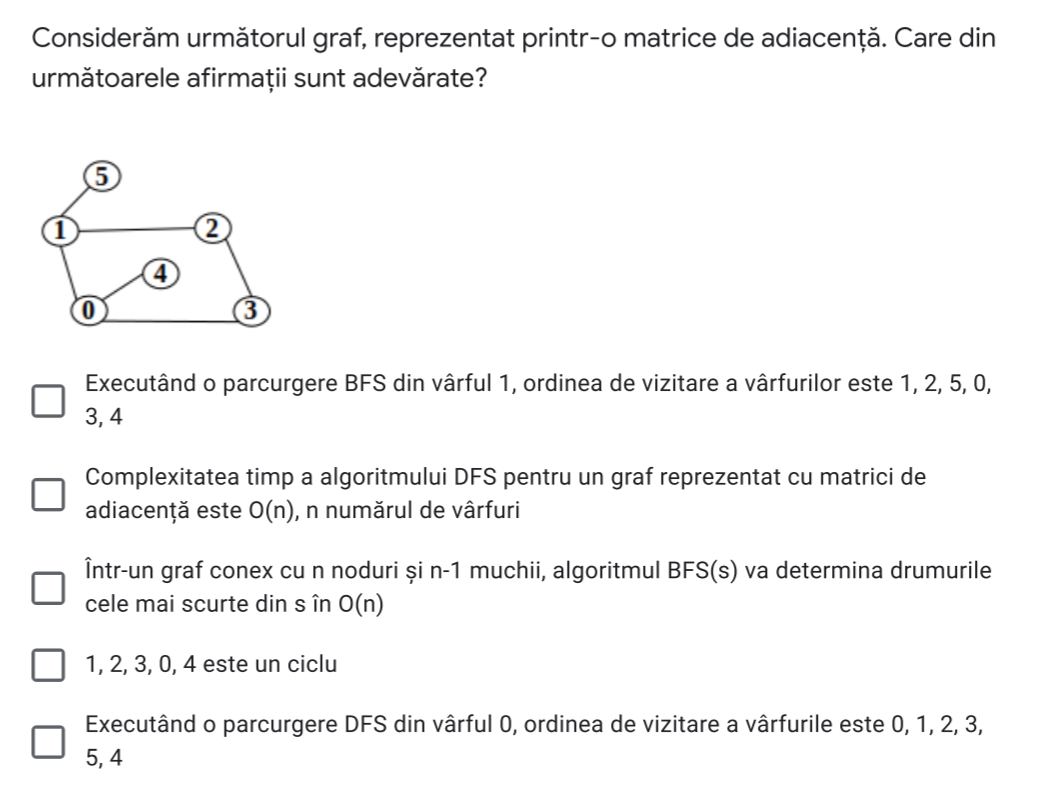 Considerăm următorul graf, reprezentat printr-o matrice de adiacență. Care din
următoarele afirmații sunt adevărate?
5
1
2
4
0
3
Executând o parcurgere BFS din vârful 1, ordinea de vizitare a vârfurilor este 1, 2, 5, 0,
3, 4
Complexitatea timp a algoritmului DFS pentru un graf reprezentat cu matrici de
adiacență este O(n), n numărul de vârfuri
Într-un graf conex cu n noduri și n-1 muchii, algoritmul BFS(s) va determina drumurile
cele mai scurte din s în O(n)
1, 2, 3, 0, 4 este un ciclu
Executând o parcurgere DFS din vârful 0, ordinea de vizitare a vârfurile este 0, 1, 2, 3,
5, 4